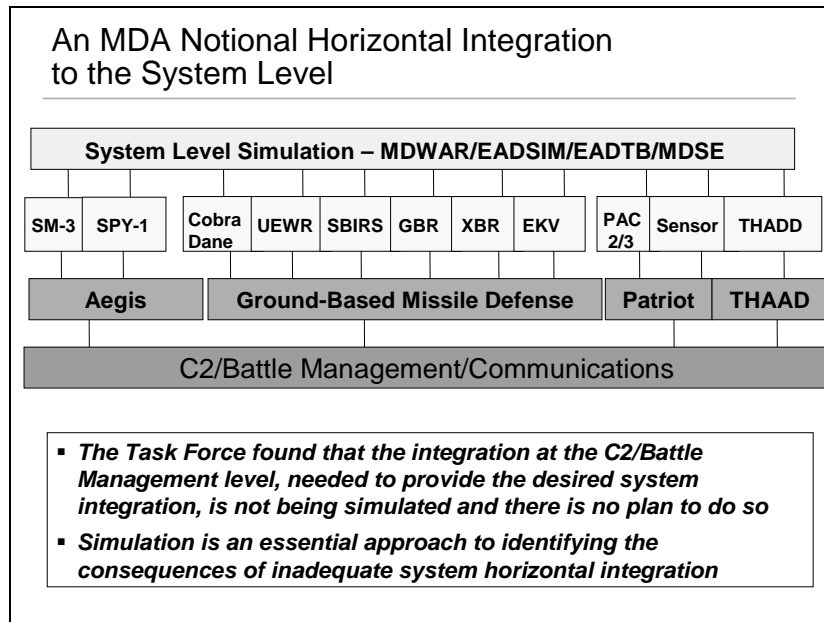 An MDA Notional Horizontal Integration
to the System Level
System Level Simulation – MDWAR/EADSIM/EADTB/MDSE
SM-3 SPY-1 Cobra Dane UEWR SBIRS GBR XBR EKV PAC 2/3 Sensor THADD
Aegis Ground-Based Missile Defense Patriot THAAD
C2/Battle Management/Communications
▪ The Task Force found that the integration at the C2/Battle
Management level, needed to provide the desired system
integration, is not being simulated and there is no plan to do so
▪ Simulation is an essential approach to identifying the
consequences of inadequate system horizontal integration